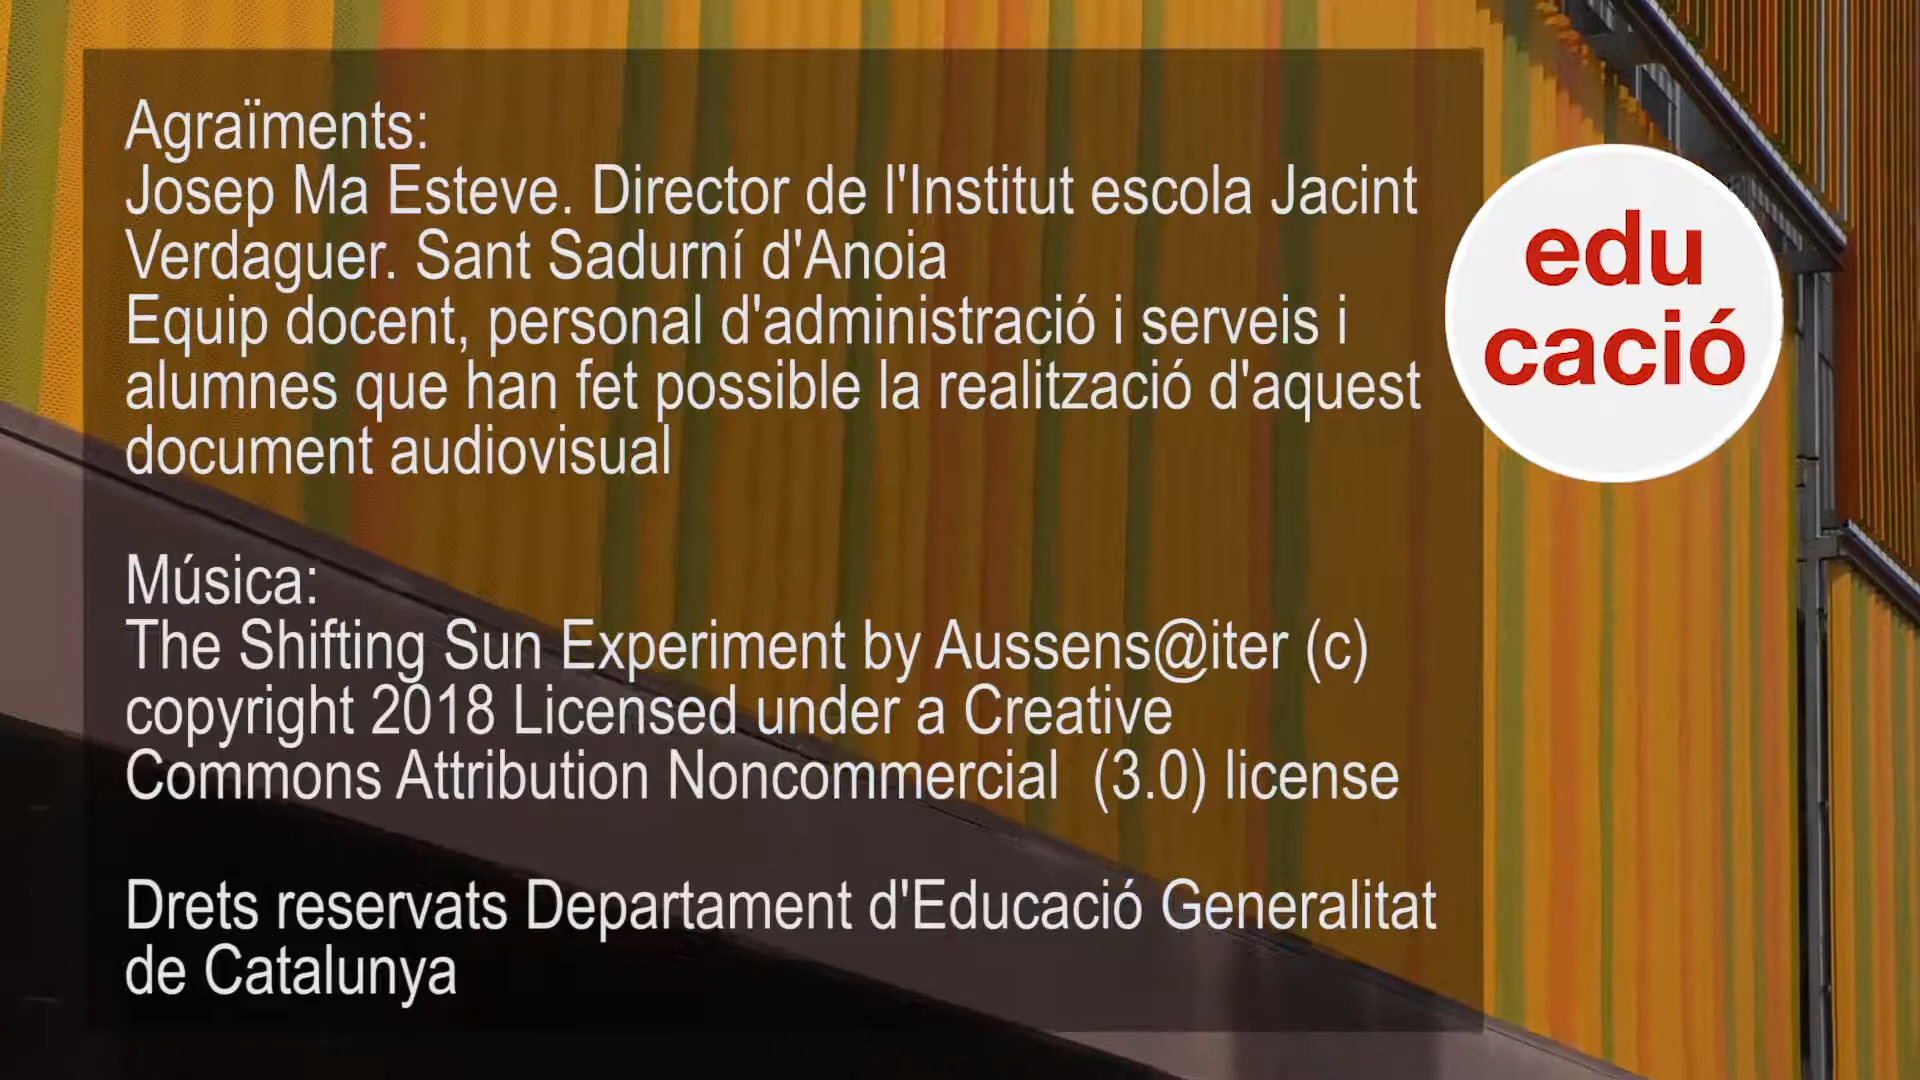 Agraïments:
Josep Ma Esteve. Director de l'Institut escola Jacint
Verdaguer. Sant Sadurní d'Anoia
Equip docent, personal d'administració i serveis i
alumnes que han fet possible la realització d'aquest
document audiovisual
Música:
The Shifting Sun Experiment by Aussens@iter (c)
copyright 2018 Licensed under a Creative
Commons Attribution Noncommercial  (3.0) license
Drets reservats Departament d'Educació Generalitat
de Catalunya
edu
cació